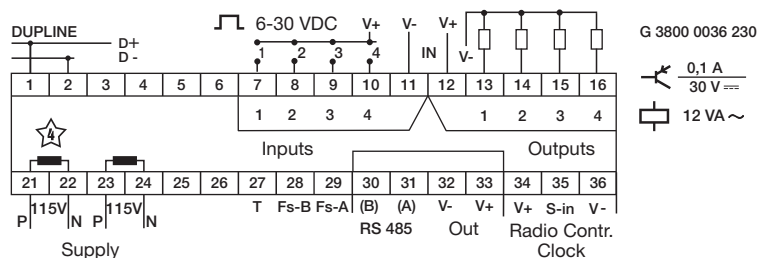 6-30 VDC V+ V- V+ G 3800 0036 230
DUPLINE D+ 1 2 3 4 IN V-
D -
0,1 A
30 V
1 2 3 4 5 6 7 8 9 10 11 12 13 14 15 16
12 VA ~
1 2 3 4 1 2 3 4
4
Inputs Outputs
21 22 23 24 25 26 27 28 29 30 31 32 33 34 35 36
P 115V N P 115V N T Fs-B Fs-A (B) (A) V- V+ V+ S-in V-
RS 485 Out Radio Contr.
Supply Clock